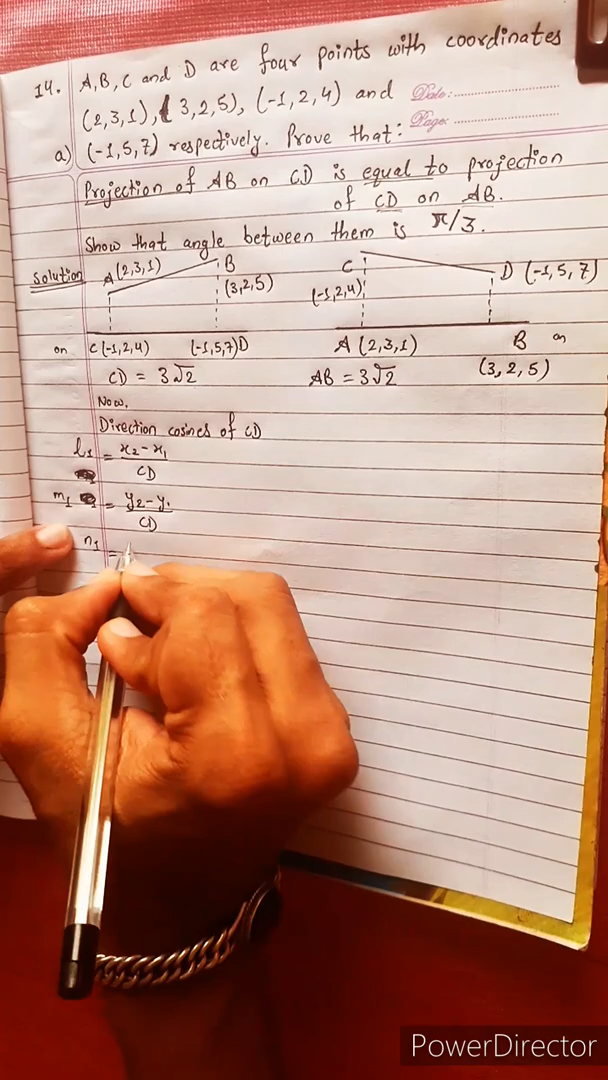 14. A, B, C and D are four points with coordinates
(2,3,1), (3,2,5), (-1,2,4) and
Date:
a) (-1,5,7) respectively. Prove that:
Page:
Projection of AB on CD is equal to projection
of CD on AB.
Show that angle between them is π/3.
Solution
A (2,3,1) B
(3,2,5)
C
(-1,2,4)
D (-1,5,7)
on C(-1,2,4) (-1,5,7)D
A (2,3,1) B on
(3,2,5)
CD = 3√2
AB = 3√2
Now,
Direction cosines of CD
l₁ = x₂-x₁
CD
m₁ = y₂-y₁
CD
n₁ =
PowerDirector